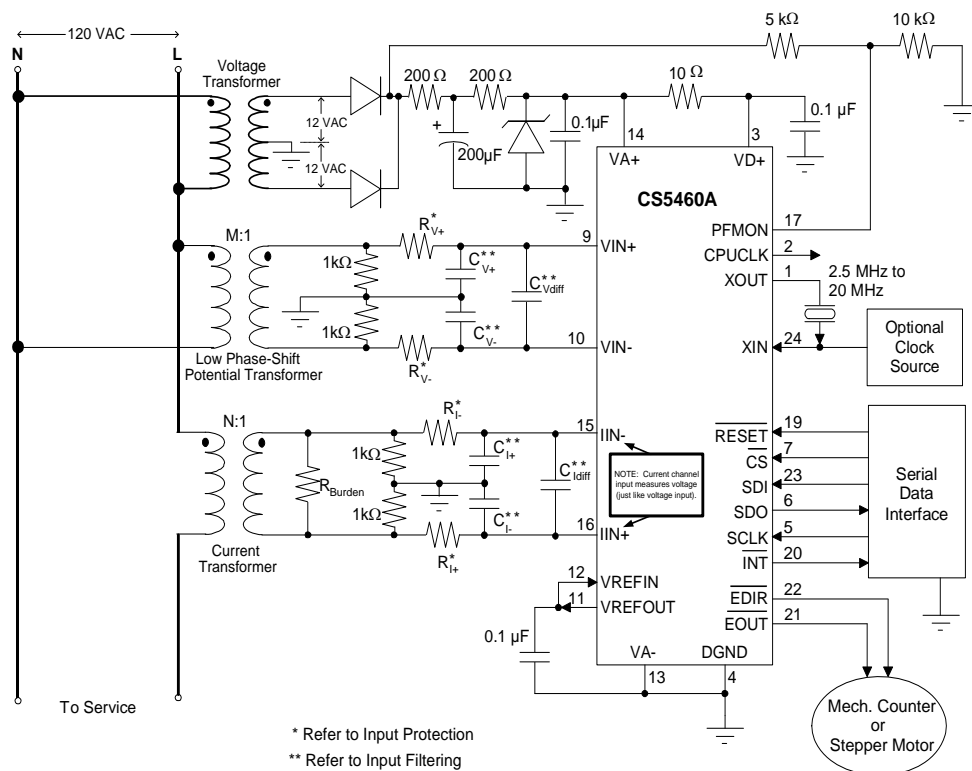 120 VAC
N
L
Voltage
Transformer
12 VAC
12 VAC
200 Ω
200 Ω
+
200µF
0.1µF
10 Ω
5 kΩ
10 kΩ
0.1 µF
14
VA+
3
VD+
CS5460A
17
PFMON
2
CPUCLK
1
XOUT
2.5 MHz to
20 MHz
24
XIN
Optional
Clock
Source
M:1
1kΩ
1kΩ
R*V+
R*V-
C**V+
C**V-
C**Vdiff
9
VIN+
10
VIN-
Low Phase-Shift
Potential Transformer
N:1
RBurden
1kΩ
1kΩ
R*I-
R*I+
C**I+
C**I-
C**Idiff
15
IIN-
NOTE: Current channel
input measures voltage
(just like voltage input).
16
IIN+
Current
Transformer
19
RESET
7
CS
23
SDI
6
SDO
5
SCLK
20
INT
Serial
Data
Interface
22
EDIR
21
EOUT
12
VREFIN
11
VREFOUT
0.1 µF
VA-
13
DGND
4
Mech. Counter
or
Stepper Motor
To Service
* Refer to Input Protection
** Refer to Input Filtering